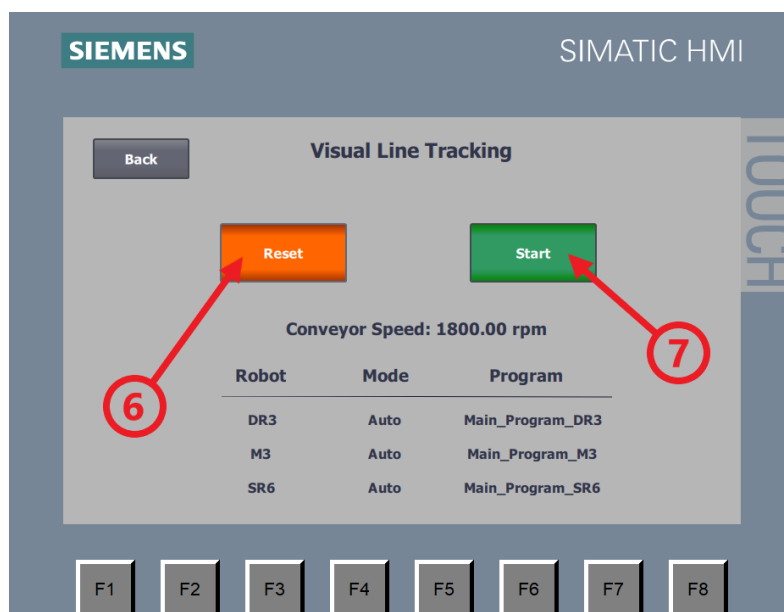 SIEMENS
SIMATIC HMI
TOUCH
Back
Visual Line Tracking
Reset
Start
Conveyor Speed: 1800.00 rpm
6
7
Robot Mode Program
DR3 Auto Main_Program_DR3
M3 Auto Main_Program_M3
SR6 Auto Main_Program_SR6
F1 F2 F3 F4 F5 F6 F7 F8